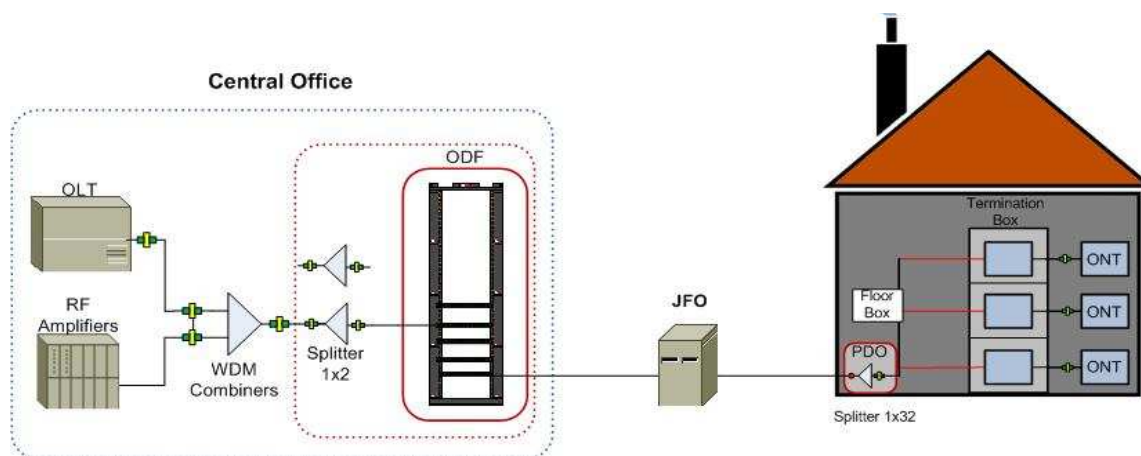 Central Office
ODF
OLT
RF
Amplifiers
WDM
Combiners
Splitter
1x2
JFO
Termination
Box
ONT
Floor
Box
ONT
PDO
ONT
Splitter 1x32